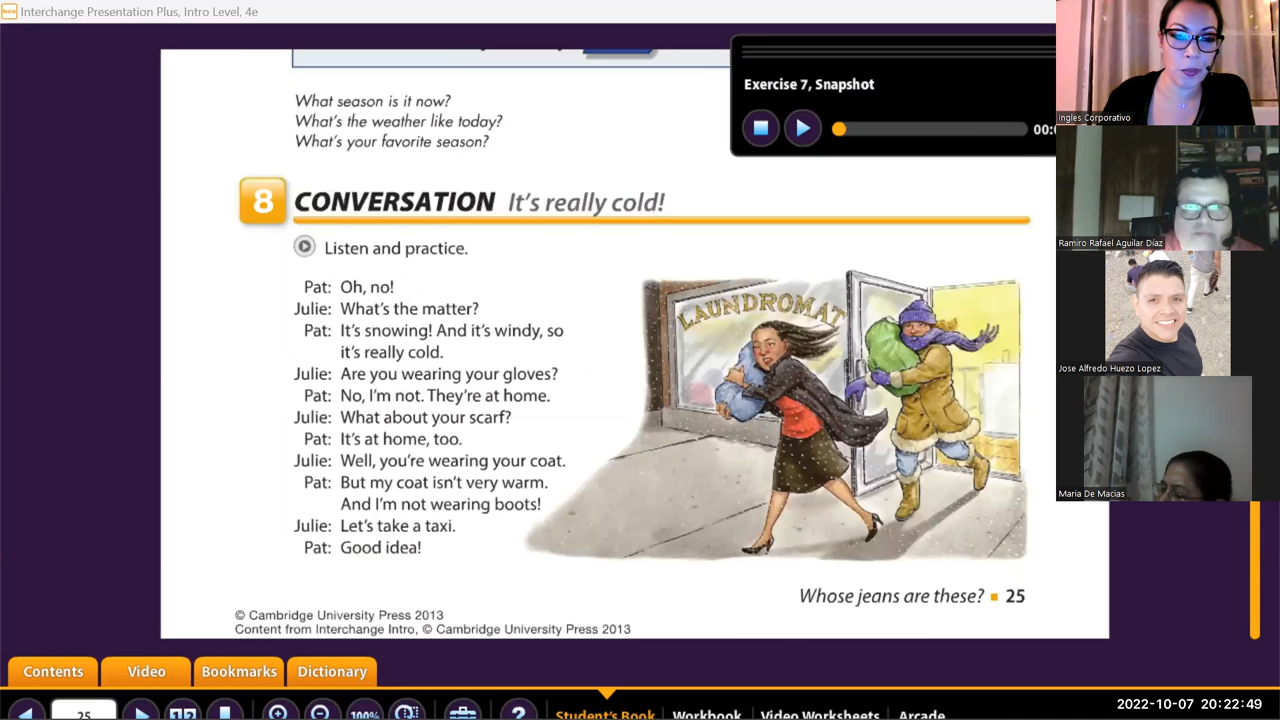 Interchange Presentation Plus, Intro Level, 4e
What season is it now?
What's the weather like today?
What's your favorite season?
Exercise 7, Snapshot
8 CONVERSATION It's really cold!
Listen and practice.
Pat: Oh, no!
Julie: What's the matter?
Pat: It's snowing! And it's windy, so
it's really cold.
Julie: Are you wearing your gloves?
Pat: No, I'm not. They're at home.
Julie: What about your scarf?
Pat: It's at home, too.
Julie: Well, you're wearing your coat.
Pat: But my coat isn't very warm.
And I'm not wearing boots!
Julie: Let's take a taxi.
Pat: Good idea!
LAUNDROMAT
Whose jeans are these? 25
© Cambridge University Press 2013
Content from Interchange Intro, © Cambridge University Press 2013
Ingles Corporativo
Ramiro Rafael Aguilar Díaz
Jose Alfredo Huezo Lopez
Maria De Macias
Contents Video Bookmarks Dictionary
25 100% ? Student's Book Workbook Video Worksheets Arcade
2022-10-07 20:22:49